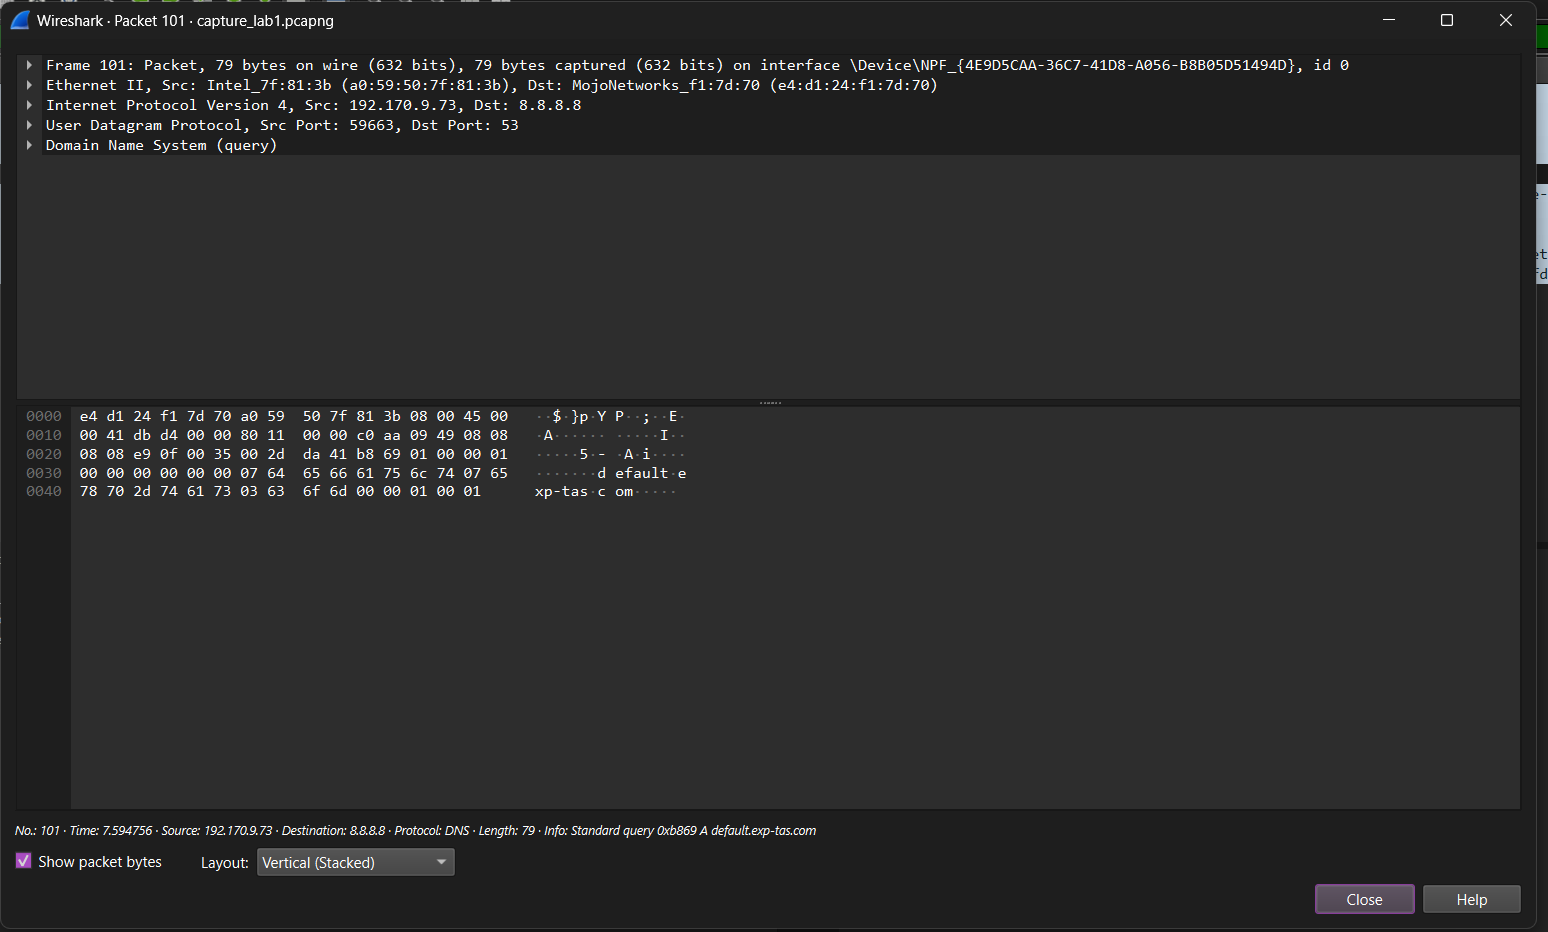 Wireshark · Packet 101 · capture_lab1.pcapng
Frame 101: Packet, 79 bytes on wire (632 bits), 79 bytes captured (632 bits) on interface \Device\NPF_{4E9D5CAA-36C7-41D8-A056-B8B05D51494D}, id 0
Ethernet II, Src: Intel_7f:81:3b (a0:59:50:7f:81:3b), Dst: MojoNetworks_f1:7d:70 (e4:d1:24:f1:7d:70)
Internet Protocol Version 4, Src: 192.170.9.73, Dst: 8.8.8.8
User Datagram Protocol, Src Port: 59663, Dst Port: 53
Domain Name System (query)
0000 e4 d1 24 f1 7d 70 a0 59 50 7f 81 3b 08 00 45 00 ··$·}p·Y P··;··E·
0010 00 41 db d4 00 00 80 11 00 00 c0 aa 09 49 08 08 ·A······ ·····I··
0020 08 08 e9 0f 00 35 00 2d da 41 b8 69 01 00 00 01 ·····5·- ·A·i····
0030 00 00 00 00 00 00 07 64 65 66 61 75 6c 74 07 65 ·······d efault·e
0040 78 70 2d 74 61 73 03 63 6f 6d 00 00 01 00 01 xp-tas·c om·····
No.: 101 · Time: 7.594756 · Source: 192.170.9.73 · Destination: 8.8.8.8 · Protocol: DNS · Length: 79 · Info: Standard query 0xb869 A default.exp-tas.com
Show packet bytes Layout: Vertical (Stacked)
Close Help